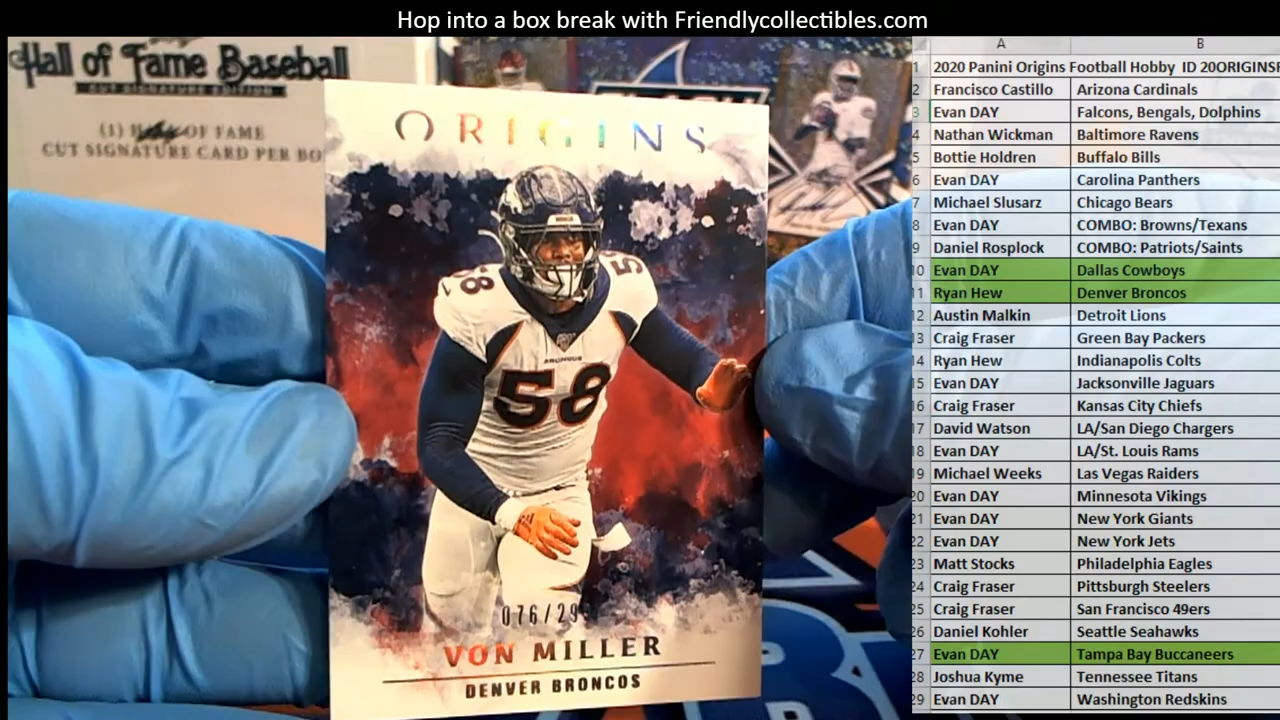 Hop into a box break with Friendlycollectibles.com
Hall of Fame Baseball
CUT SIGNATURE EDITION
(1) HALL OF FAME
CUT SIGNATURE CARD PER BO
ORIGINS
58
58
BRONCOS
58
076/29
VON MILLER
DENVER BRONCOS
A B
1 2020 Panini Origins Football Hobby ID 20ORIGINSF
2 Francisco Castillo Arizona Cardinals
3 Evan DAY Falcons, Bengals, Dolphins
4 Nathan Wickman Baltimore Ravens
5 Bottie Holdren Buffalo Bills
6 Evan DAY Carolina Panthers
7 Michael Slusarz Chicago Bears
8 Evan DAY COMBO: Browns/Texans
9 Daniel Rosplock COMBO: Patriots/Saints
10 Evan DAY Dallas Cowboys
11 Ryan Hew Denver Broncos
12 Austin Malkin Detroit Lions
13 Craig Fraser Green Bay Packers
14 Ryan Hew Indianapolis Colts
15 Evan DAY Jacksonville Jaguars
16 Craig Fraser Kansas City Chiefs
17 David Watson LA/San Diego Chargers
18 Evan DAY LA/St. Louis Rams
19 Michael Weeks Las Vegas Raiders
20 Evan DAY Minnesota Vikings
21 Evan DAY New York Giants
22 Evan DAY New York Jets
23 Matt Stocks Philadelphia Eagles
24 Craig Fraser Pittsburgh Steelers
25 Craig Fraser San Francisco 49ers
26 Daniel Kohler Seattle Seahawks
27 Evan DAY Tampa Bay Buccaneers
28 Joshua Kyme Tennessee Titans
29 Evan DAY Washington Redskins